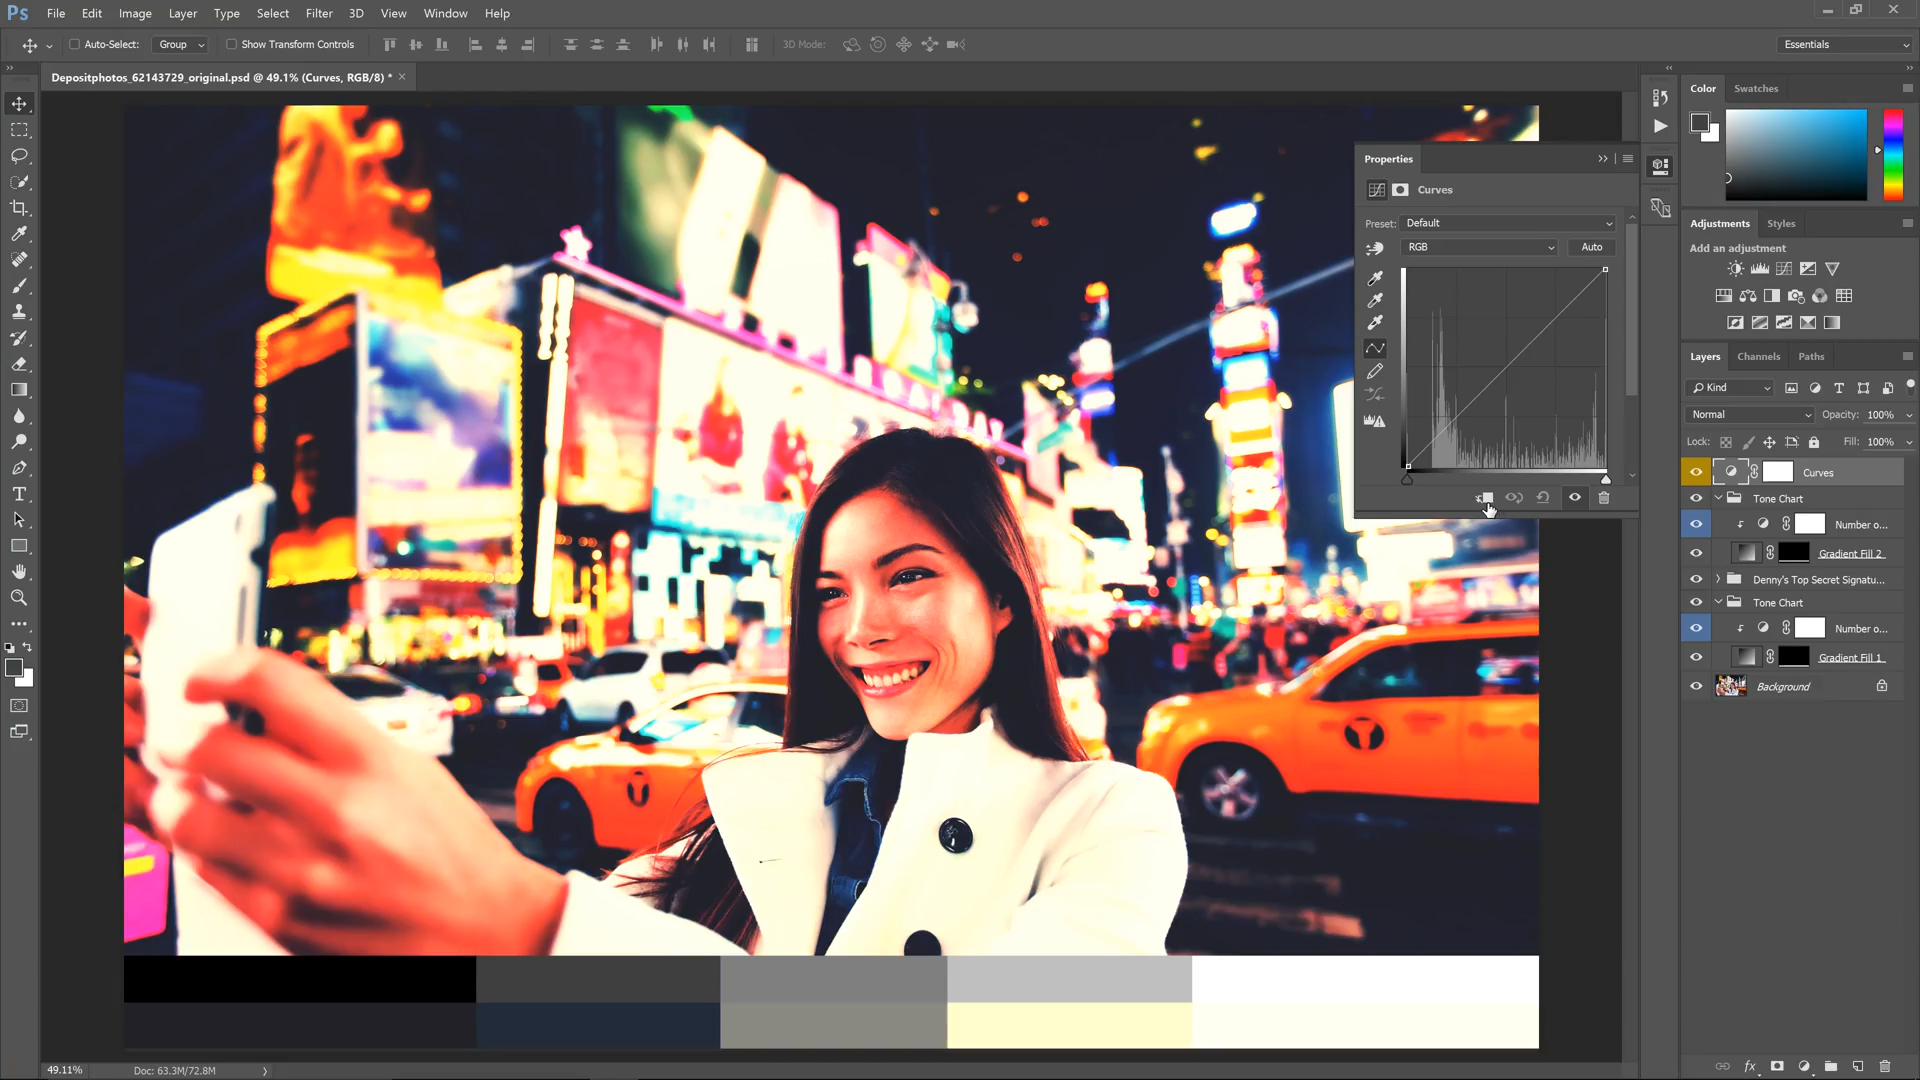 Ps File Edit Image Layer Type Select Filter 3D View Window Help
Auto-Select: Group Show Transform Controls 3D Mode: Essentials
Depositphotos_62143729_original.psd @ 49.1% (Curves, RGB/8) * ×
Color Swatches
Properties
Curves
Preset: Default
RGB Auto
Adjustments Styles
Add an adjustment
Layers Channels Paths
Kind
Normal Opacity: 100%
Lock: Fill: 100%
Curves
Tone Chart
Number o...
Gradient Fill 2
Denny's Top Secret Signatu...
Tone Chart
Number o...
Gradient Fill 1
Background
T
49.11% Doc: 63.3M/72.8M
fx